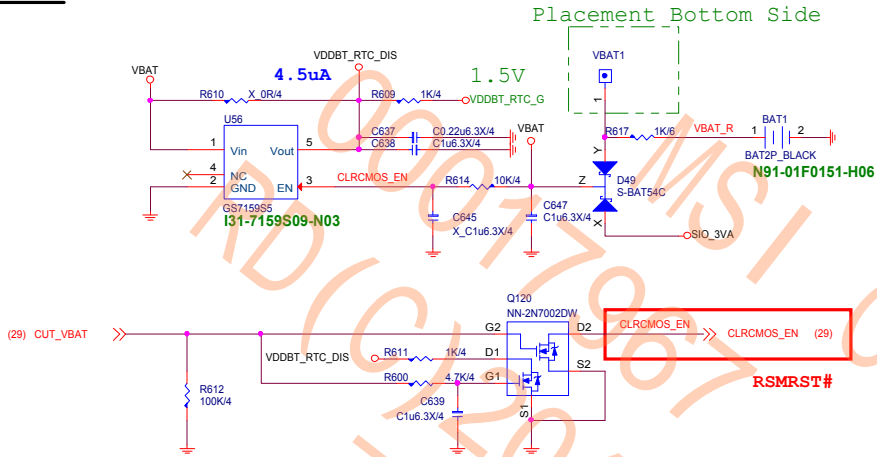 Placement Bottom Side
VBAT
VDDBT_RTC_DIS
VBAT1
4.5uA
1.5V
R610
X_0R/4
R609
1K/4
VDDBT_RTC_G
1
U56
C637
C0.22u6.3X/4
C638
C1u6.3X/4
VBAT
R617
1K/6
VBAT_R
BAT1
1
2
BAT2P_BLACK
N91-01F0151-H06
1
Vin
Vout
5
4
NC
2
GND
EN
3
CLRCMOS_EN
GS7159S5
I31-7159S09-N03
R614
10K/4
Y
Z
X
D49
S-BAT54C
C645
X_C1u6.3X/4
C647
C1u6.3X/4
SIO_3VA
Q120
NN-2N7002DW
(29) CUT_VBAT
G2
D2
CLRCMOS_EN
CLRCMOS_EN (29)
VDDBT_RTC_DIS
R611
1K/4
D1
S2
R600
4.7K/4
G1
RSMRST#
R612
100K/4
C639
C1u6.3X/4
S1
MSI
00017967
RD(C)